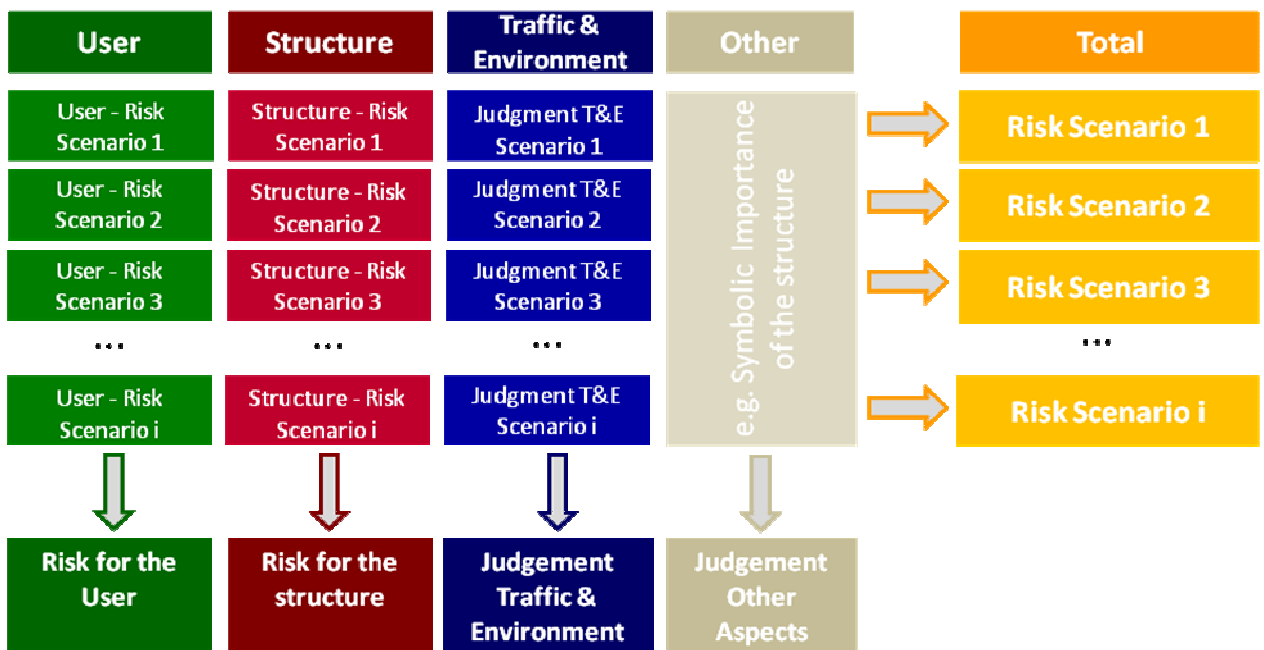 User
Structure
Traffic &
Environment
Other
Total
User - Risk
Scenario 1
Structure - Risk
Scenario 1
Judgment T&E
Scenario 1
e.g. Symbolic Importance
of the structure
Risk Scenario 1
User - Risk
Scenario 2
Structure - Risk
Scenario 2
Judgment T&E
Scenario 2
Risk Scenario 2
User - Risk
Scenario 3
Structure - Risk
Scenario 3
Judgment T&E
Scenario 3
Risk Scenario 3
...
...
...
...
User - Risk
Scenario i
Structure - Risk
Scenario i
Judgment T&E
Scenario i
Risk Scenario i
Risk for the
User
Risk for the
structure
Judgement
Traffic &
Environment
Judgement
Other
Aspects